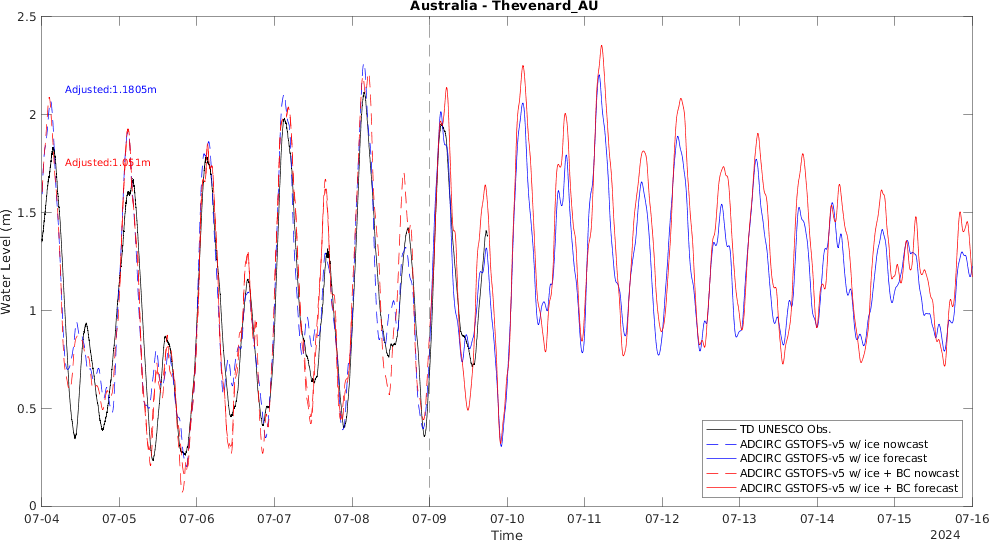 Australia - Thevenard_AU
2.5
2
1.5
1
0.5
0
Water Level (m)
Adjusted:1.1805m
Adjusted:1.051m
TD UNESCO Obs.
ADCIRC GSTOFS-v5 w/ ice nowcast
ADCIRC GSTOFS-v5 w/ ice forecast
ADCIRC GSTOFS-v5 w/ ice + BC nowcast
ADCIRC GSTOFS-v5 w/ ice + BC forecast
07-04 07-05 07-06 07-07 07-08 07-09 07-10 07-11 07-12 07-13 07-14 07-15 07-16
Time
2024